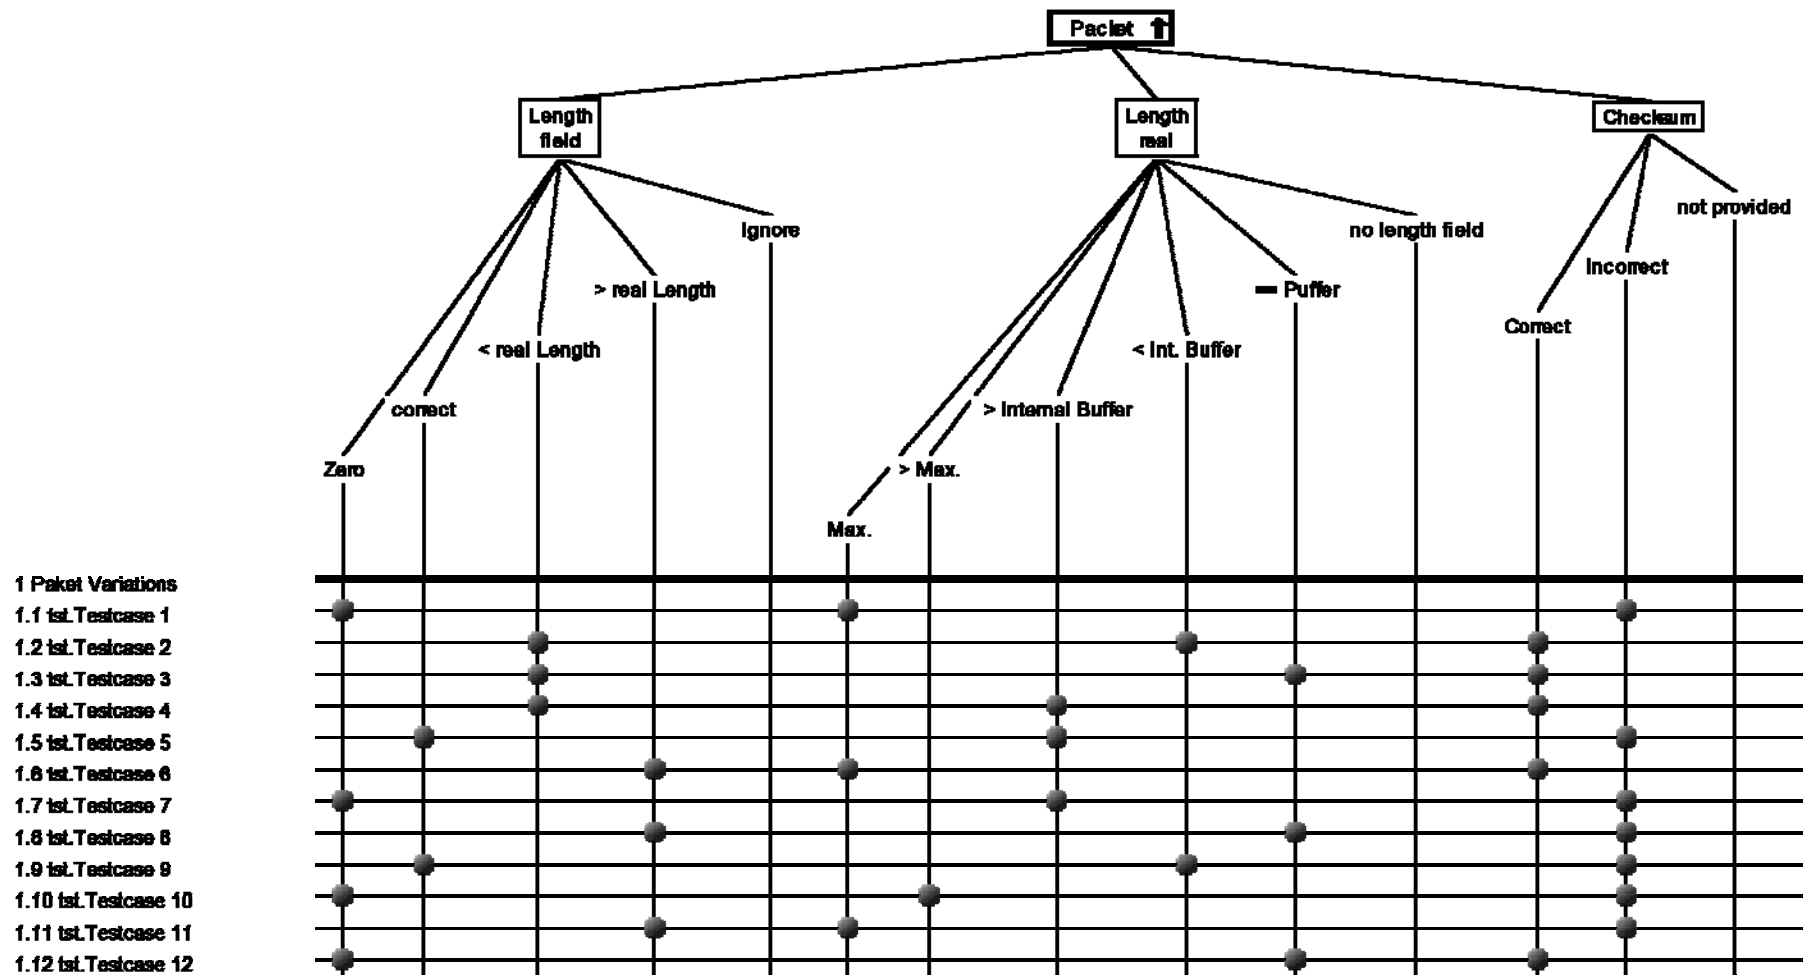 Packet
Length
field
Length
real
Checksum
not provided
Ignore
no length field
Incorrect
> real Length
= Puffer
Correct
< real Length
< Int. Buffer
correct
> Internal Buffer
Zero
> Max.
Max.
1 Paket Variations
1.1 tst.Testcase 1
1.2 tst.Testcase 2
1.3 tst.Testcase 3
1.4 tst.Testcase 4
1.5 tst.Testcase 5
1.6 tst.Testcase 6
1.7 tst.Testcase 7
1.8 tst.Testcase 8
1.9 tst.Testcase 9
1.10 tst.Testcase 10
1.11 tst.Testcase 11
1.12 tst.Testcase 12